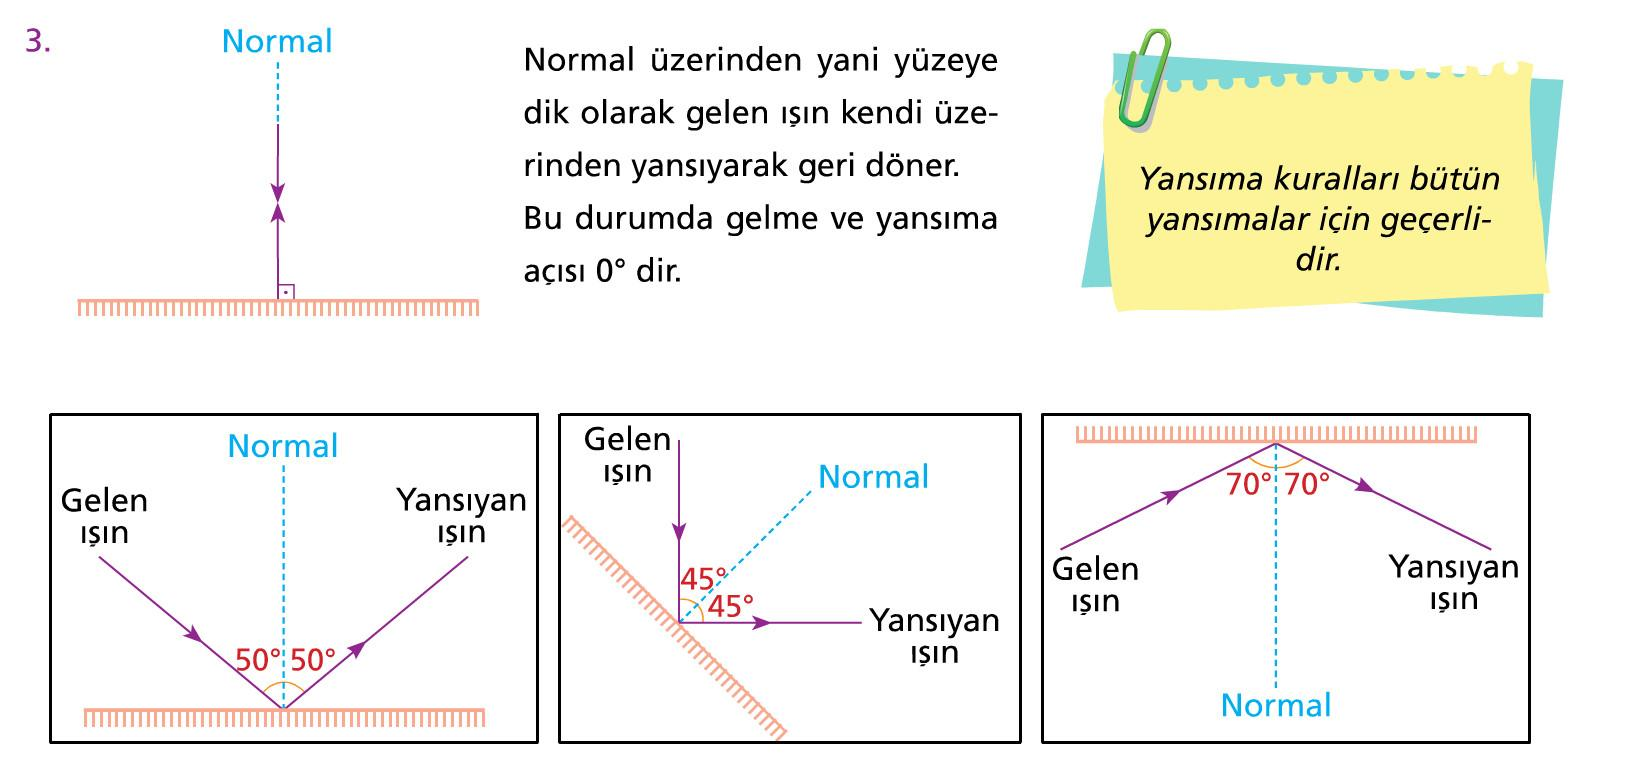 3.
Normal
Normal üzerinden yani yüzeye
dik olarak gelen ışın kendi üze-
rinden yansıyarak geri döner.
Bu durumda gelme ve yansıma
açısı 0° dir.
Yansıma kuralları bütün
yansımalar için geçerli-
dir.
Normal
Gelen
ışın
Yansıyan
ışın
50° 50°
Gelen
ışın
Normal
45°
45°
Yansıyan
ışın
70° 70°
Gelen
ışın
Yansıyan
ışın
Normal